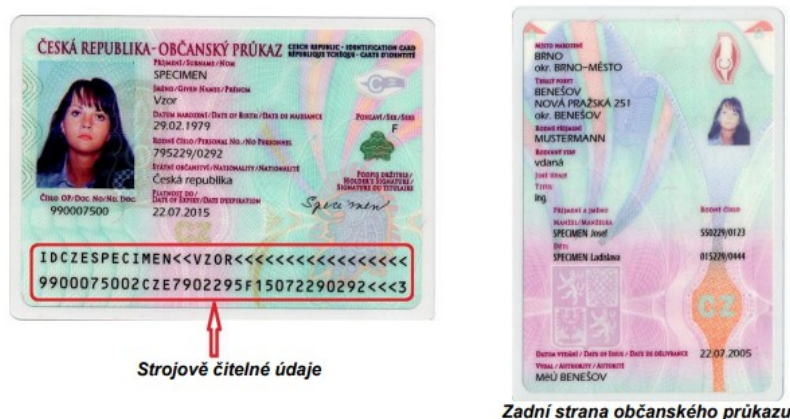 ČESKÁ REPUBLIKA - OBČANSKÝ PRŮKAZ
CZECH REPUBLIC - IDENTIFICATION CARD
RÉPUBLIQUE TCHÈQUE - CARTE D'IDENTITÉ
PŘÍJMENÍ / SURNAME / NOM
SPECIMEN
JMÉNO / GIVEN NAMES / PRÉNOM
Vzor
DATUM NAROZENÍ / DATE OF BIRTH / DATE DE NAISSANCE
29.02.1979
POHLAVÍ / SEX / SEXE
F
RODNÉ ČÍSLO / PERSONAL NO. / NO PERSONNEL
795229/0292
STÁTNÍ OBČANSTVÍ / NATIONALITY / NATIONALITÉ
Česká republika
PODPIS DRŽITELE /
HOLDER'S SIGNATURE /
SIGNATURE DU TITULAIRE
Specimen
ČÍSLO OP / DOC. NO / NO. DOC.
990007500
PLATNOST DO /
DATE OF EXPIRY / DATE D'EXPIRATION
22.07.2015
CZ
IDCZESPECIMEN<<VZOR<<<<<<<<<<<<<<<<<
9900075002CZE7902295F15072290292<<<3
Strojově čitelné údaje
MÍSTO NAROZENÍ
BRNO
okr. BRNO-MĚSTO
TRVALÝ POBYT
BENEŠOV
NOVÁ PRAŽSKÁ 251
okr. BENEŠOV
RODNÉ PŘÍJMENÍ
MUSTERMANN
RODINNÝ STAV
vdaná
JINÉ ÚDAJE
TITUL
Ing
PŘÍJMENÍ A JMÉNO RODNÉ ČÍSLO
MANŽEL/MANŽELKA
SPECIMEN Josef 550229/0123
DĚTI
SPECIMEN Ladislava 015229/0444
CZ
DATUM VYDÁNÍ / DATE OF ISSUE / DATE DE DÉLIVRANCE 22.07.2005
VYDAL / AUTHORITY / AUTORITÉ
MěÚ BENEŠOV
Zadní strana občanského průkazu